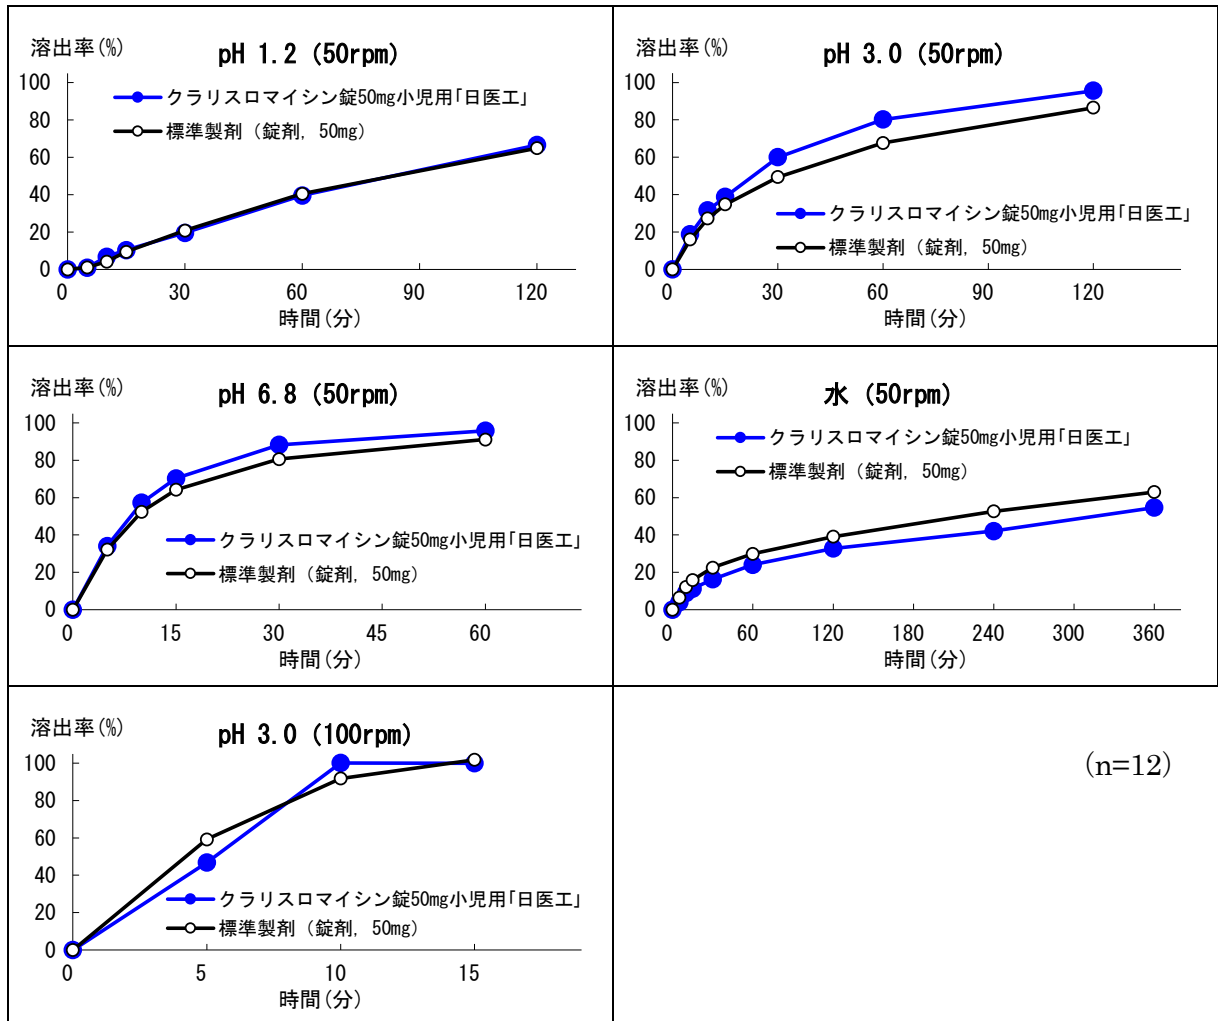 溶出率(%)
pH 1.2 (50rpm)
100
クラリスロマイシン錠50mg小児用「日医工」
80
標準製剤（錠剤, 50mg）
60
40
20
0
0 30 60 90 120
時間(分)
溶出率(%)
pH 3.0 (50rpm)
100
80
60
40
クラリスロマイシン錠50mg小児用「日医工」
20
標準製剤（錠剤, 50mg）
0
0 30 60 90 120
時間(分)
溶出率(%)
pH 6.8 (50rpm)
100
80
60
40
クラリスロマイシン錠50mg小児用「日医工」
20
標準製剤（錠剤, 50mg）
0
0 15 30 45 60
時間(分)
溶出率(%)
水 (50rpm)
100
クラリスロマイシン錠50mg小児用「日医工」
80
標準製剤（錠剤, 50mg）
60
40
20
0
0 60 120 180 240 300 360
時間(分)
溶出率(%)
pH 3.0 (100rpm)
100
80
60
40
クラリスロマイシン錠50mg小児用「日医工」
20
標準製剤（錠剤, 50mg）
0
0 5 10 15
時間(分)
(n=12)